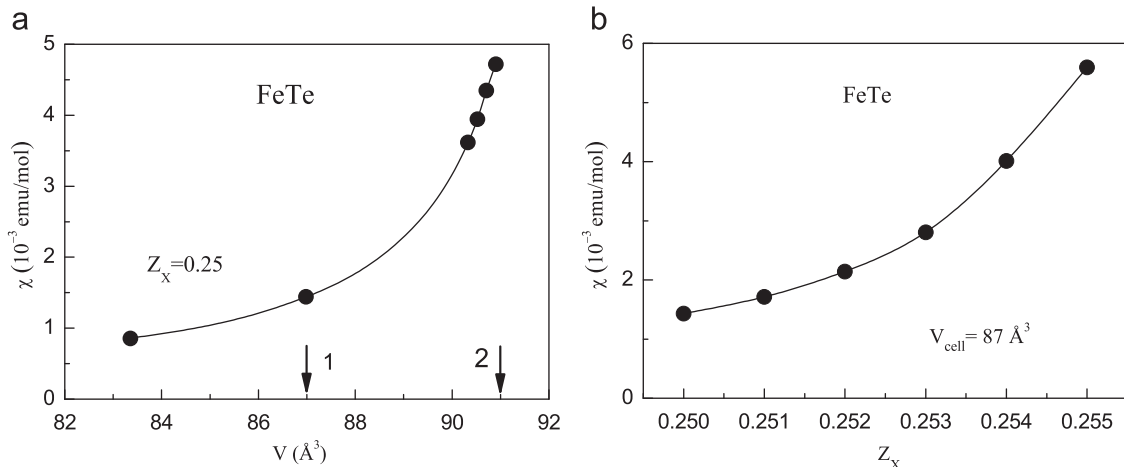 a
5
4
3
2
1
0
χ (10⁻³ emu/mol)
FeTe
Z_X=0.25
1
2
82
84
86
88
90
92
V (Å³)
b
6
4
2
0
χ (10⁻³ emu/mol)
FeTe
V_cell= 87 Å³
0.250
0.251
0.252
0.253
0.254
0.255
Z_X